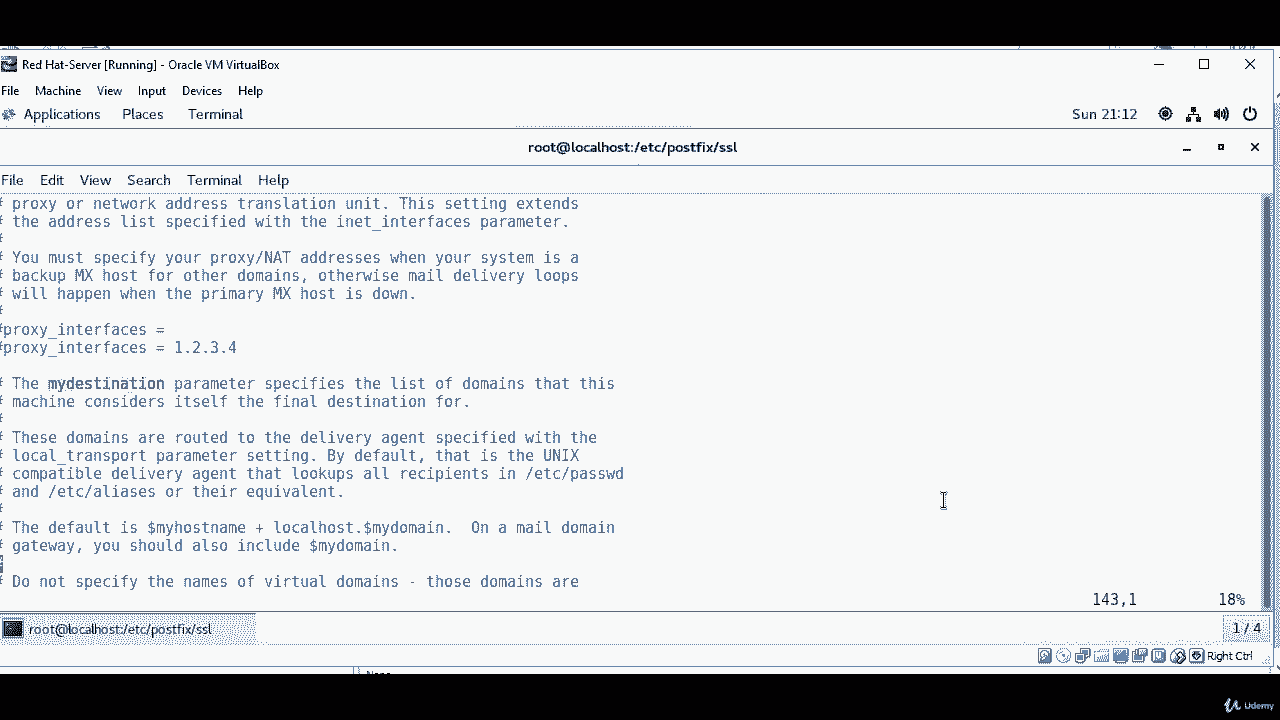 Red Hat-Server [Running] - Oracle VM VirtualBox
File Machine View Input Devices Help
Applications Places Terminal Sun 21:12
root@localhost:/etc/postfix/ssl
File Edit View Search Terminal Help
# proxy or network address translation unit. This setting extends
# the address list specified with the inet_interfaces parameter.
#
# You must specify your proxy/NAT addresses when your system is a
# backup MX host for other domains, otherwise mail delivery loops
# will happen when the primary MX host is down.
#
#proxy_interfaces =
#proxy_interfaces = 1.2.3.4
# The mydestination parameter specifies the list of domains that this
# machine considers itself the final destination for.
#
# These domains are routed to the delivery agent specified with the
# local_transport parameter setting. By default, that is the UNIX
# compatible delivery agent that lookups all recipients in /etc/passwd
# and /etc/aliases or their equivalent.
#
# The default is $myhostname + localhost.$mydomain.  On a mail domain
# gateway, you should also include $mydomain.
#
# Do not specify the names of virtual domains - those domains are
143,1 18%
root@localhost:/etc/postfix/ssl 1 / 4
Right Ctrl
Udemy